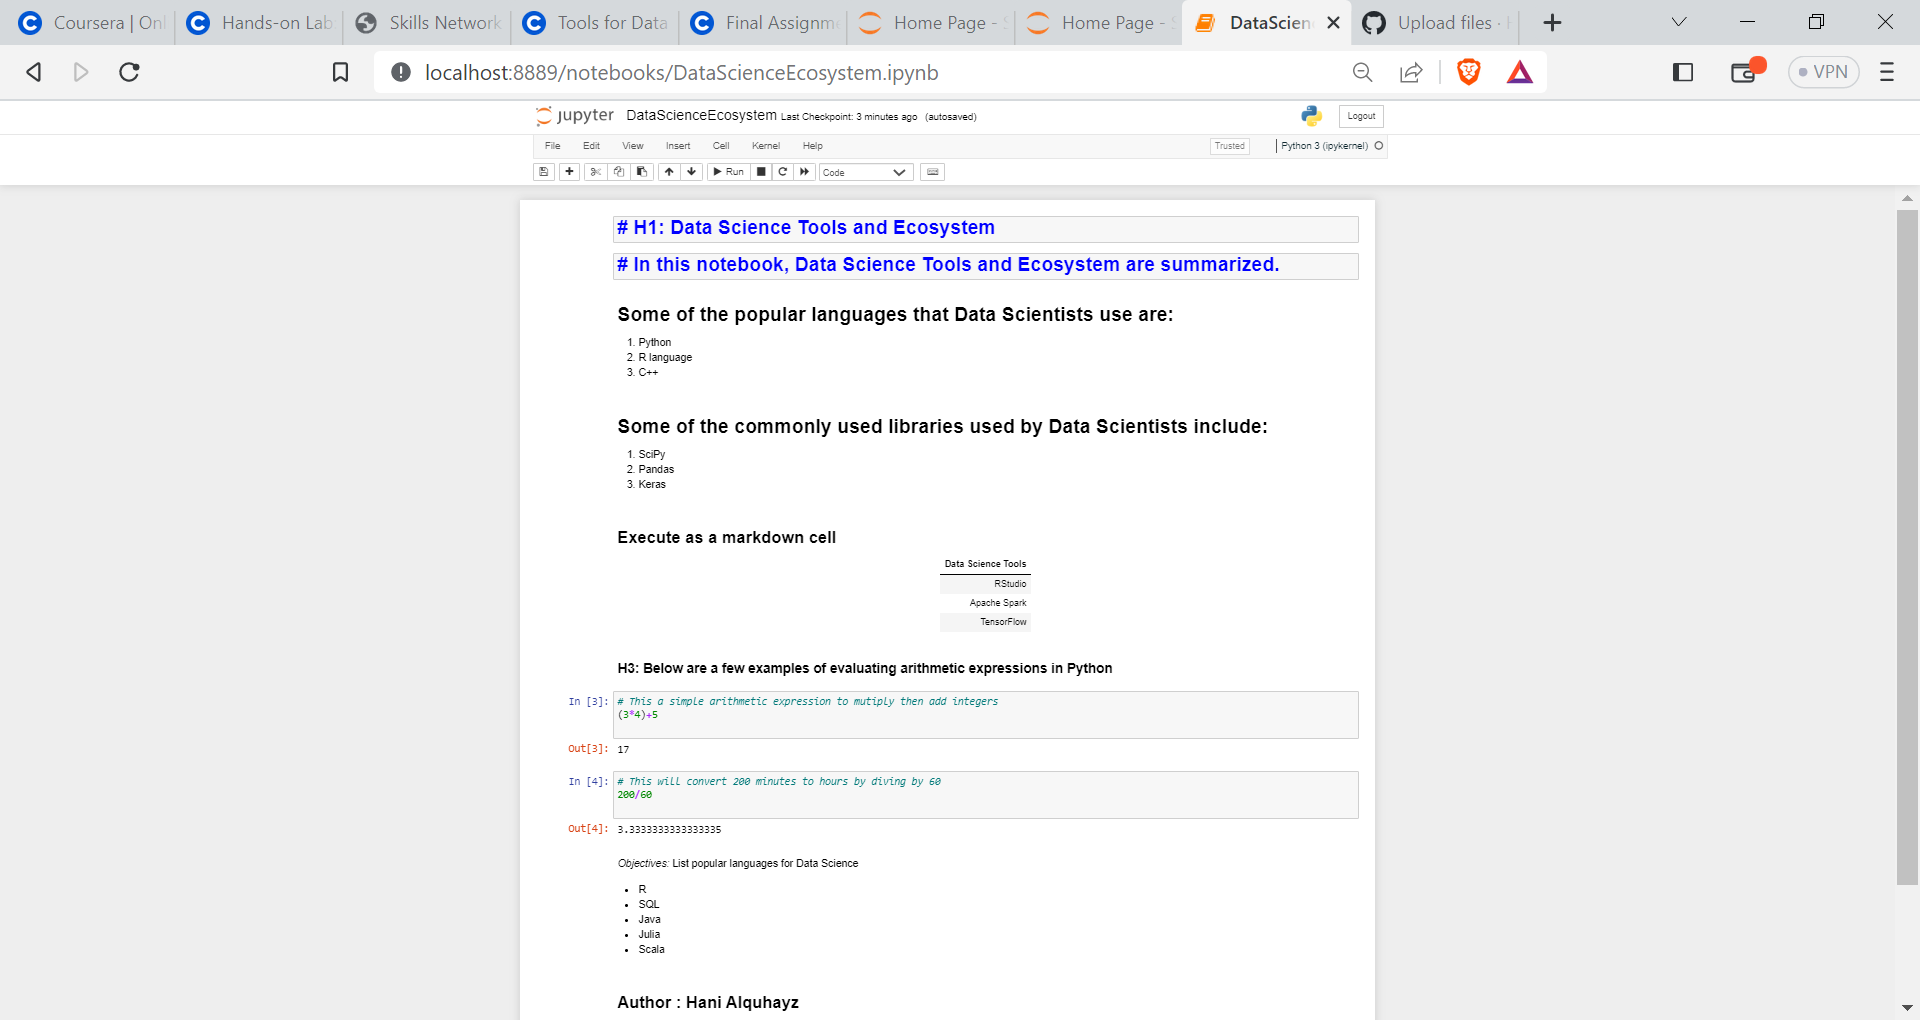 Coursera | Onl
Hands-on Lab
Skills Network
Tools for Data
Final Assignme
Home Page - S
Home Page - S
DataScien
Upload files ·
localhost:8889/notebooks/DataScienceEcosystem.ipynb
VPN
jupyter DataScienceEcosystem Last Checkpoint: 3 minutes ago (autosaved)
Logout
File Edit View Insert Cell Kernel Help
Trusted
Python 3 (ipykernel)
Run
Code
# H1: Data Science Tools and Ecosystem
# In this notebook, Data Science Tools and Ecosystem are summarized.
Some of the popular languages that Data Scientists use are:
1. Python
2. R language
3. C++
Some of the commonly used libraries used by Data Scientists include:
1. SciPy
2. Pandas
3. Keras
Execute as a markdown cell
Data Science Tools
RStudio
Apache Spark
TensorFlow
H3: Below are a few examples of evaluating arithmetic expressions in Python
In [3]: # This a simple arithmetic expression to mutiply then add integers
(3*4)+5
Out[3]: 17
In [4]: # This will convert 200 minutes to hours by diving by 60
200/60
Out[4]: 3.3333333333333335
Objectives: List popular languages for Data Science
• R
• SQL
• Java
• Julia
• Scala
Author : Hani Alquhayz